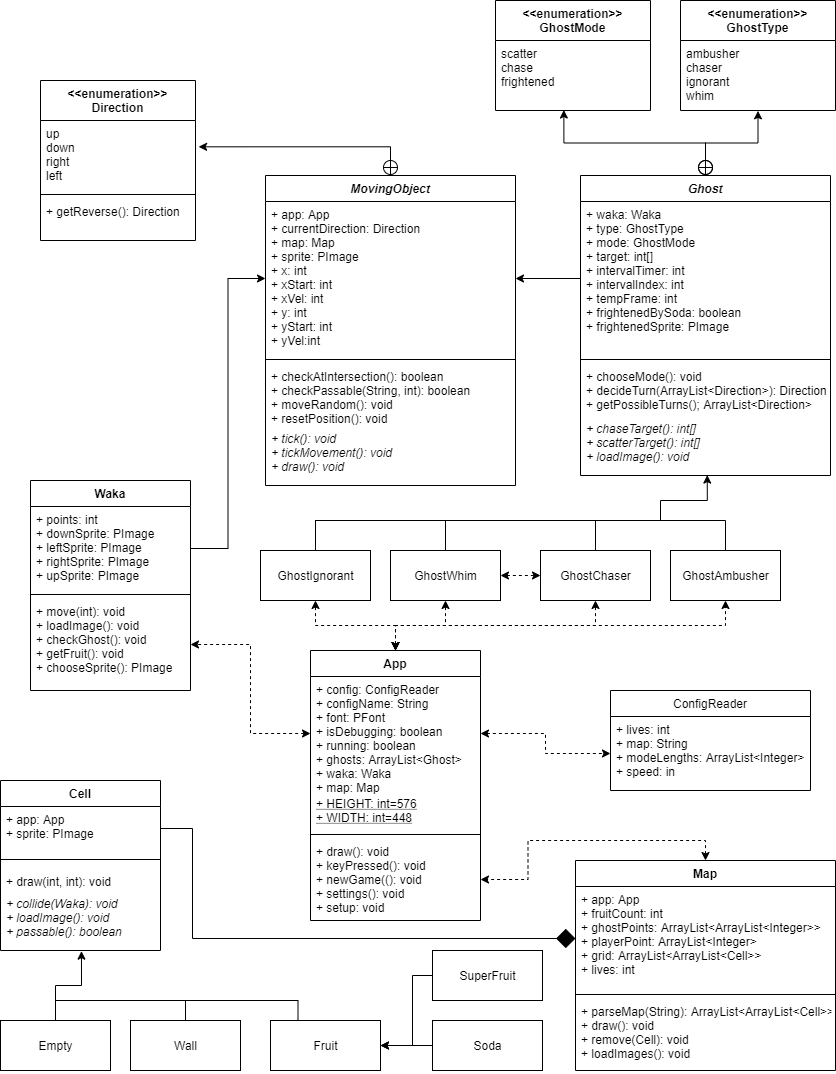 <<enumeration>>
GhostMode
scatter
chase
frightened
<<enumeration>>
GhostType
ambusher
chaser
ignorant
whim
<<enumeration>>
Direction
up
down
right
left
+ getReverse(): Direction
MovingObject
+ app: App
+ currentDirection: Direction
+ map: Map
+ sprite: PImage
+ x: int
+ xStart: int
+ xVel: int
+ y: int
+ yStart: int
+ yVel:int
+ checkAtIntersection(): boolean
+ checkPassable(String, int): boolean
+ moveRandom(): void
+ resetPosition(): void
+ tick(): void
+ tickMovement(): void
+ draw(): void
Ghost
+ waka: Waka
+ type: GhostType
+ mode: GhostMode
+ target: int[]
+ intervalTimer: int
+ intervalIndex: int
+ tempFrame: int
+ frightenedBySoda: boolean
+ frightenedSprite: PImage
+ chooseMode(): void
+ decideTurn(ArrayList<Direction>): Direction
+ getPossibleTurns(); ArrayList<Direction>
+ chaseTarget(): int[]
+ scatterTarget(): int[]
+ loadImage(): void
Waka
+ points: int
+ downSprite: PImage
+ leftSprite: PImage
+ rightSprite: PImage
+ upSprite: PImage
+ move(int): void
+ loadImage(): void
+ checkGhost(): void
+ getFruit(): void
+ chooseSprite(): PImage
GhostIgnorant
GhostWhim
GhostChaser
GhostAmbusher
App
+ config: ConfigReader
+ configName: String
+ font: PFont
+ isDebugging: boolean
+ running: boolean
+ ghosts: ArrayList<Ghost>
+ waka: Waka
+ map: Map
+ HEIGHT: int=576
+ WIDTH: int=448
+ draw(): void
+ keyPressed(): void
+ newGame((): void
+ settings(): void
+ setup: void
ConfigReader
+ lives: int
+ map: String
+ modeLengths: ArrayList<Integer>
+ speed: in
Cell
+ app: App
+ sprite: PImage
+ draw(int, int): void
+ collide(Waka): void
+ loadImage(): void
+ passable(): boolean
Map
+ app: App
+ fruitCount: int
+ ghostPoints: ArrayList<ArrayList<Integer>>
+ playerPoint: ArrayList<Integer>
+ grid: ArrayList<ArrayList<Cell>>
+ lives: int
+ parseMap(String): ArrayList<ArrayList<Cell>>
+ draw(): void
+ remove(Cell): void
+ loadImages(): void
SuperFruit
Empty
Wall
Fruit
Soda